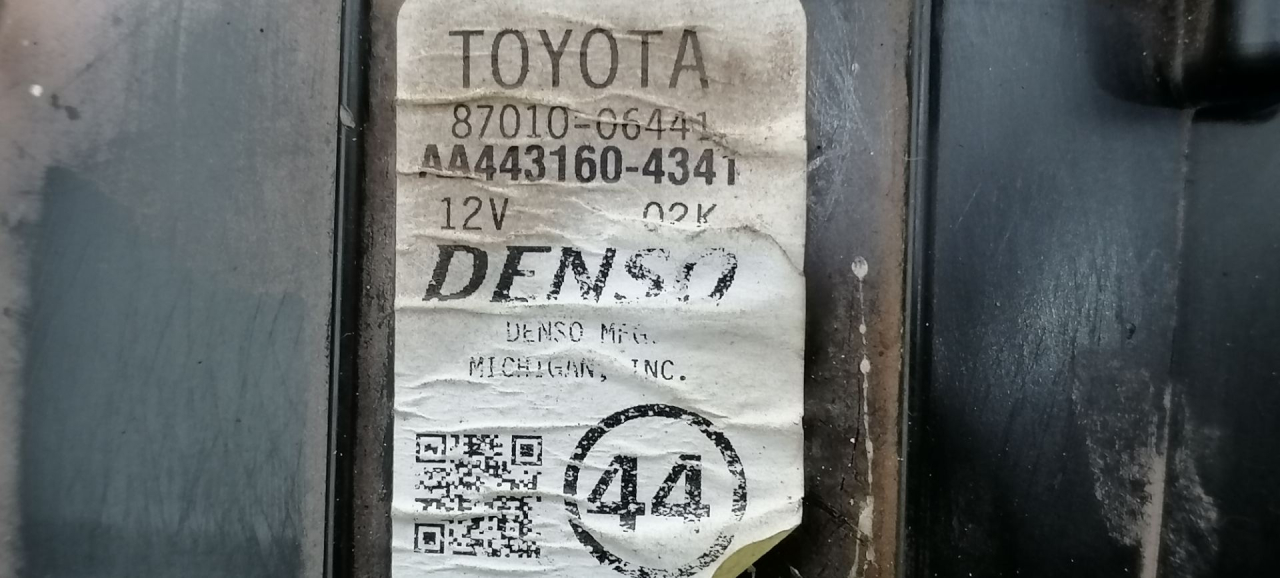 TOYOTA
87010-06441
AA443160-4341
12V 02K
DENSO
DENSO MFG.
MICHIGAN, INC.
44